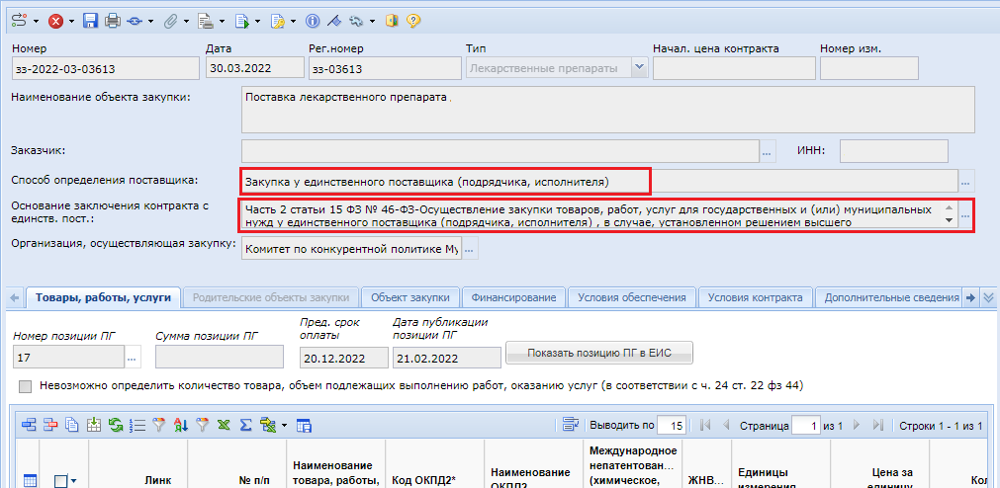 Номер Дата Рег.номер Тип Начал. цена контракта Номер изм.
зз-2022-03-03613 30.03.2022 зз-03613 Лекарственные препараты
Наименование объекта закупки: Поставка лекарственного препарата
Заказчик: ... ИНН:
Способ определения поставщика: Закупка у единственного поставщика (подрядчика, исполнителя) ...
Основание заключения контракта с единств. пост.:
Часть 2 статьи 15 ФЗ № 46-ФЗ-Осуществление закупки товаров, работ, услуг для государственных и (или) муниципальных
нужд у единственного поставщика (подрядчика, исполнителя) , в случае, установленном решением высшего
...
Организация, осуществляющая закупку: Комитет по конкурентной политике Му ...
Товары, работы, услуги Родительские объекты закупки Объект закупки Финансирование Условия обеспечения Условия контракта Дополнительные сведения
Номер позиции ПГ Сумма позиции ПГ Пред. срок оплаты Дата публикации позиции ПГ
17 ... 20.12.2022 21.02.2022 Показать позицию ПГ в ЕИС
Невозможно определить количество товара, объем подлежащих выполнению работ, оказанию услуг (в соответствии с ч. 24 ст. 22 фз 44)
Выводить по 15 Страница 1 из 1 Строки 1 - 1 из 1
Линк № п/п Наименование товара, работы, Код ОКПД2* Наименование ОКПД2 Международное непатентован... (химическое, ЖНВ... Единицы измерения Цена за единицу Кол